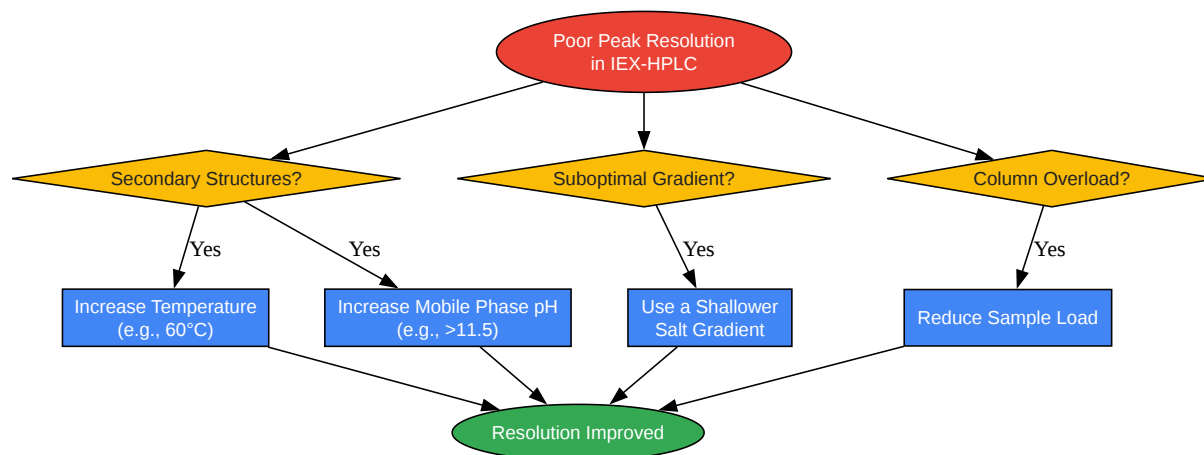 Poor Peak Resolution
in IEX-HPLC
Secondary Structures?
Suboptimal Gradient?
Column Overload?
Yes
Yes
Yes
Yes
Increase Temperature
(e.g., 60°C)
Increase Mobile Phase pH
(e.g., >11.5)
Use a Shallower
Salt Gradient
Reduce Sample Load
Resolution Improved